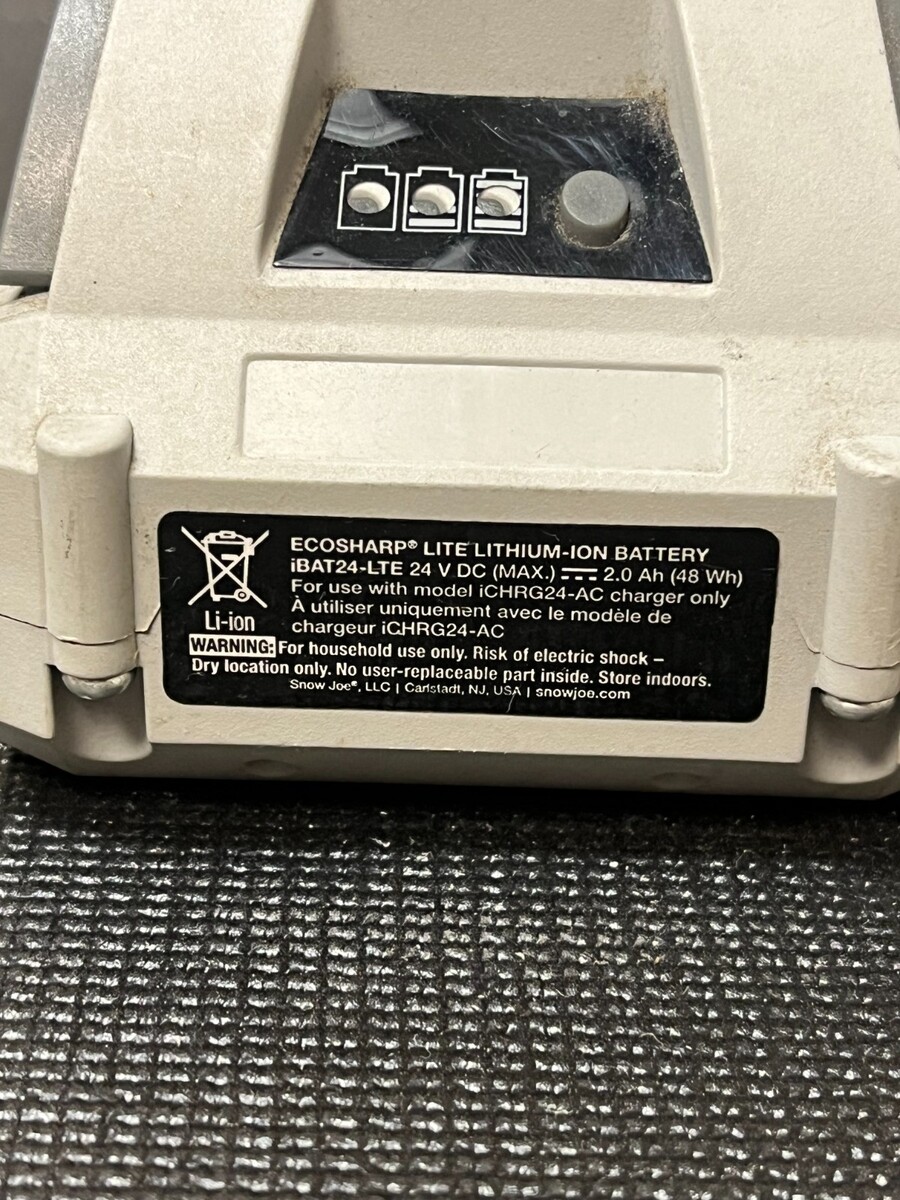 ECOSHARP® LITE LITHIUM-ION BATTERY
iBAT24-LTE 24 V DC (MAX.) ⎓ 2.0 Ah (48 Wh)
For use with model iCHRG24-AC charger only
À utiliser uniquement avec le modèle de
chargeur iCHRG24-AC
Li-ion
WARNING: For household use only. Risk of electric shock –
Dry location only. No user-replaceable part inside. Store indoors.
Snow Joe®, LLC | Carlstadt, NJ, USA | snowjoe.com